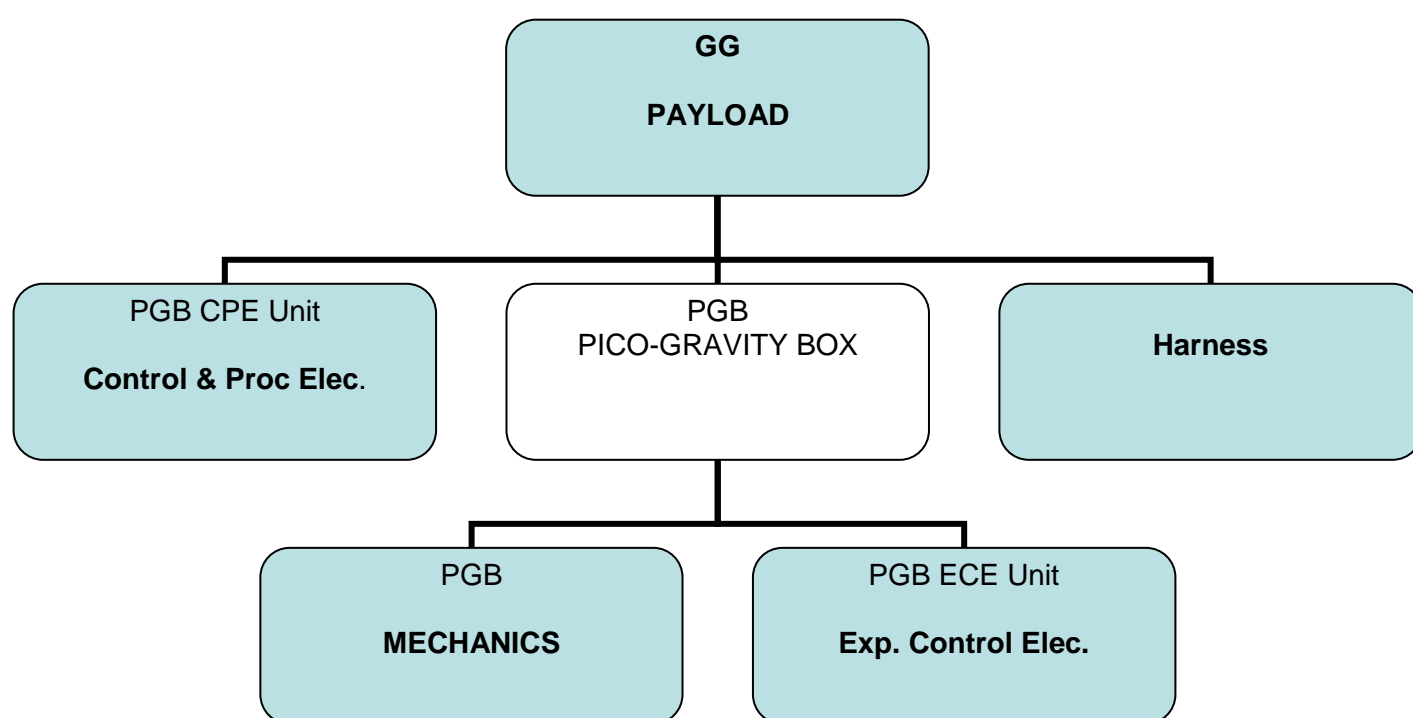 GG
PAYLOAD
PGB CPE Unit
Control & Proc Elec.
PGB
PICO-GRAVITY BOX
Harness
PGB
MECHANICS
PGB ECE Unit
Exp. Control Elec.